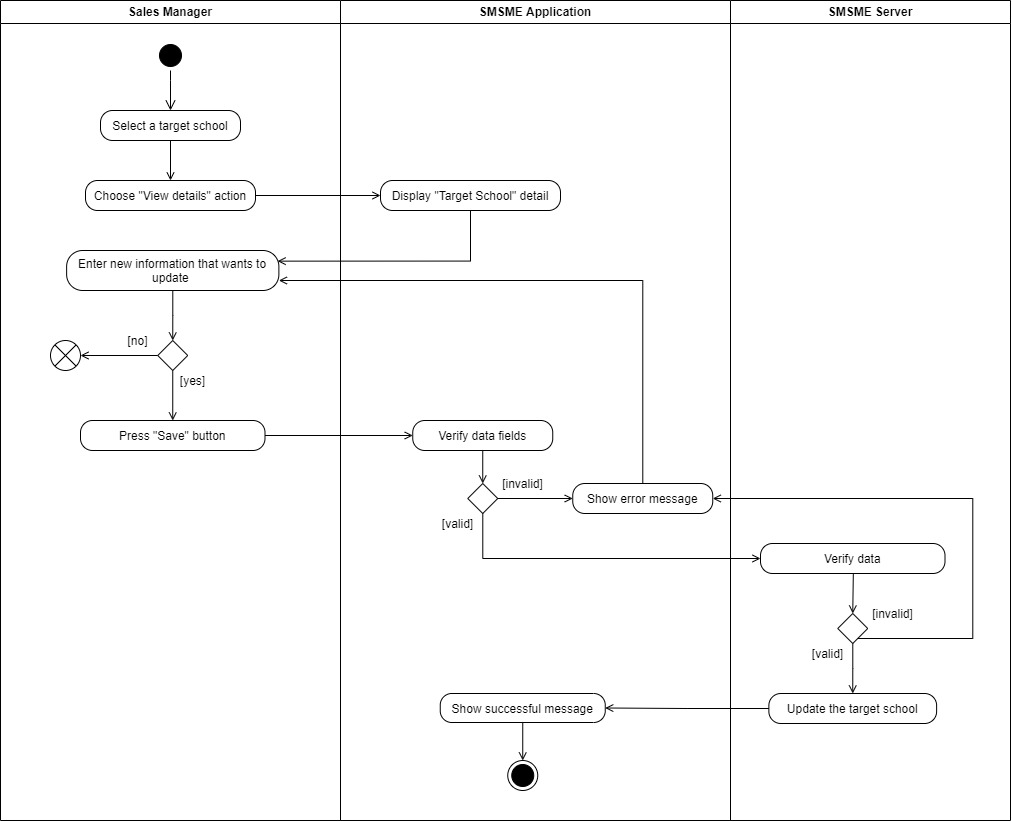 Sales Manager
SMSME Application
SMSME Server
Select a target school
Choose "View details" action
Display "Target School" detail
Enter new information that wants to
update
[no]
[yes]
Press "Save" button
Verify data fields
[invalid]
Show error message
[valid]
Verify data
[invalid]
[valid]
Show successful message
Update the target school